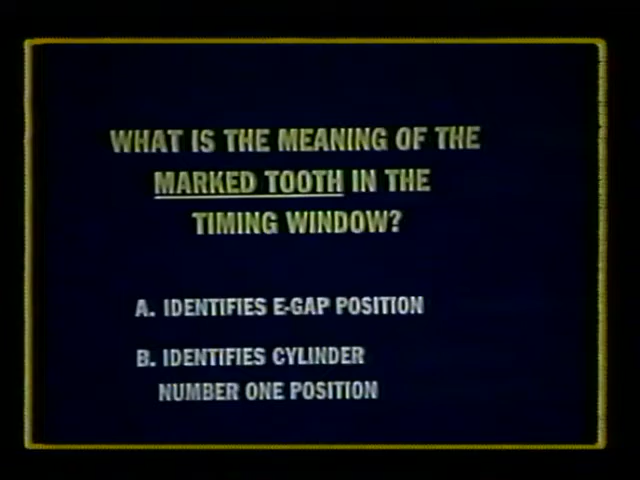 WHAT IS THE MEANING OF THE
MARKED TOOTH IN THE
TIMING WINDOW?
A. IDENTIFIES E-GAP POSITION
B. IDENTIFIES CYLINDER
NUMBER ONE POSITION